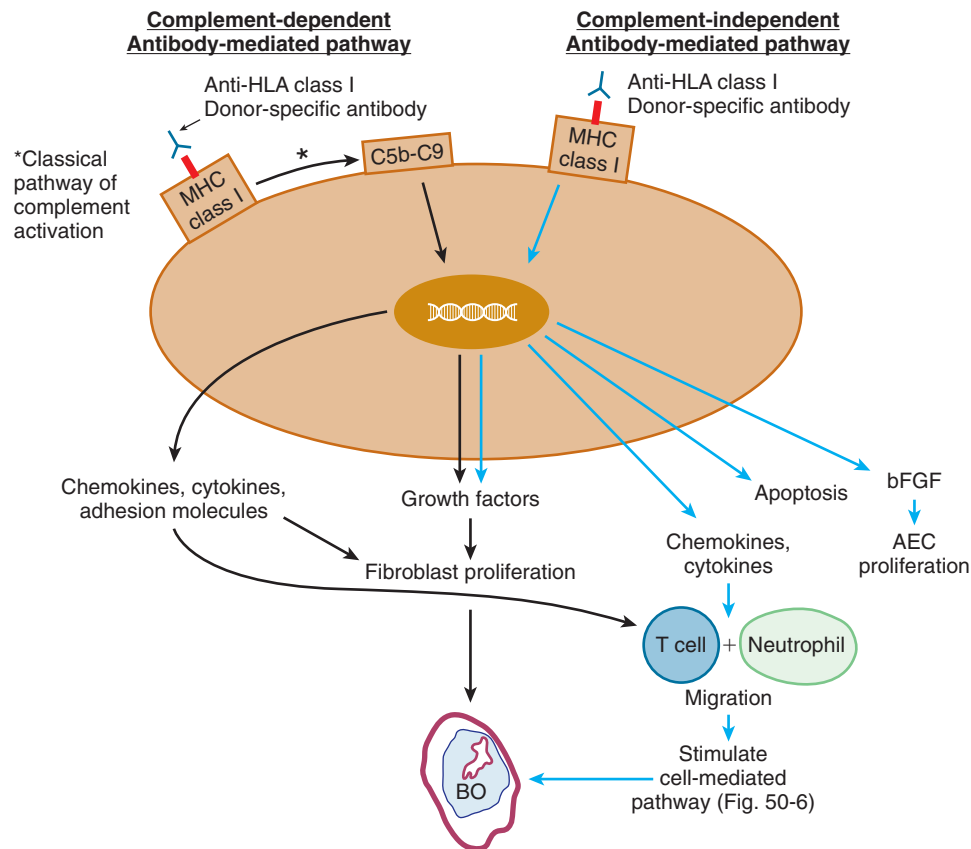 Complement-dependent
Antibody-mediated pathway
Complement-independent
Antibody-mediated pathway
Anti-HLA class I
Donor-specific antibody
Anti-HLA class I
Donor-specific antibody
*Classical
pathway of
complement
activation
MHC
class I
*
C5b-C9
MHC
class I
Chemokines, cytokines,
adhesion molecules
Growth factors
Apoptosis
bFGF
Fibroblast proliferation
Chemokines,
cytokines
AEC
proliferation
T cell + Neutrophil
Migration
Stimulate
cell-mediated
pathway (Fig. 50-6)
BO